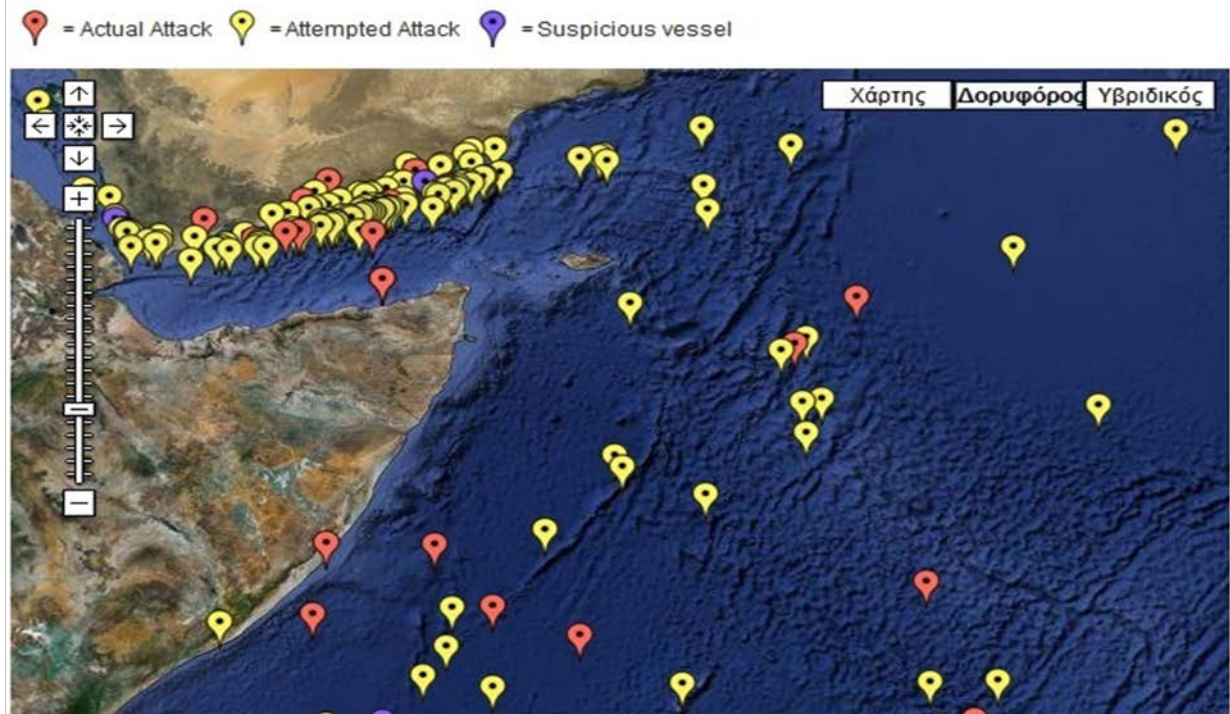 = Actual Attack =Attempted Attack =Suspicious vessel
Χάρτης Δορυφόρος Υβριδικός